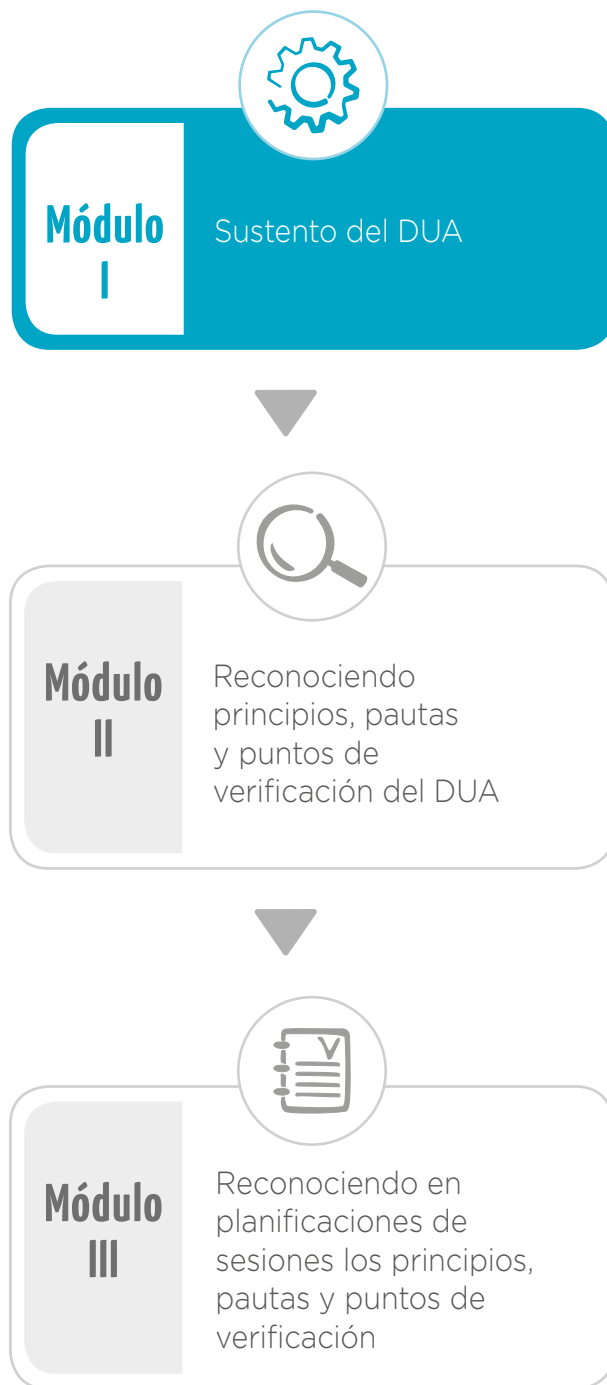 Módulo
I
Sustento del DUA
Módulo
II
Reconociendo
principios, pautas
y puntos de
verificación del DUA
Módulo
III
Reconociendo en
planificaciones de
sesiones los principios,
pautas y puntos de
verificación